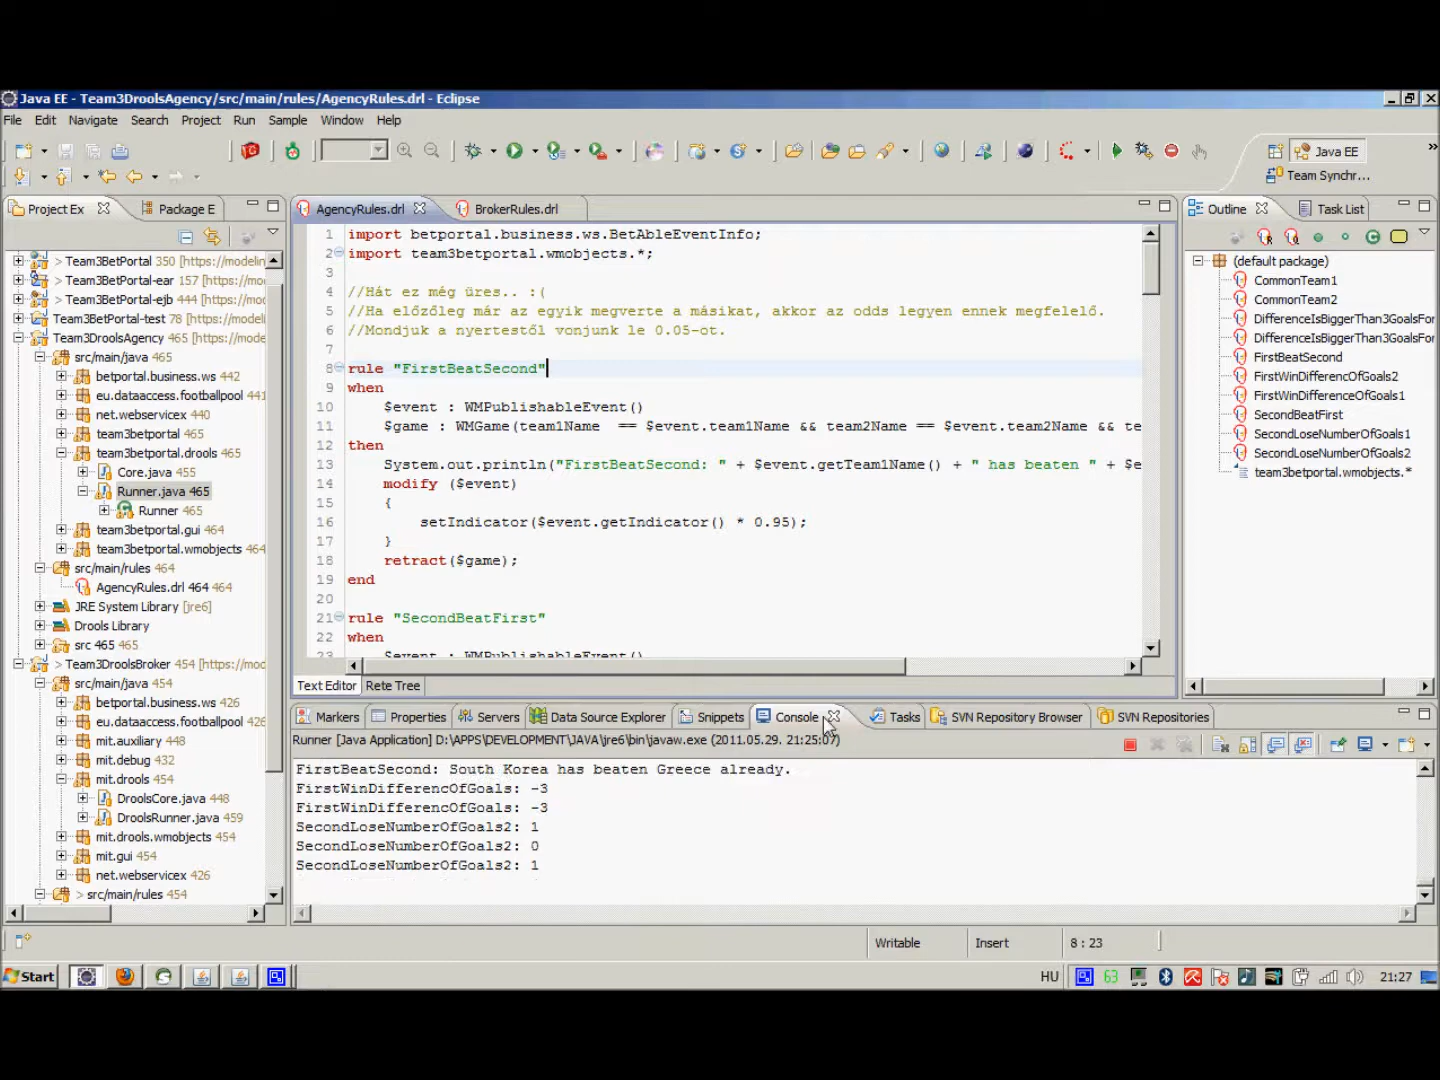 Java EE - Team3DroolsAgency/src/main/rules/AgencyRules.drl - Eclipse
File Edit Navigate Search Project Run Sample Window Help
Java EE
Team Synchr...
Project Ex
Package E
> Team3BetPortal 350 [https://modelin
> Team3BetPortal-ear 157 [https://mo
> Team3BetPortal-ejb 444 [https://mo
Team3BetPortal-test 78 [https://mode
Team3DroolsAgency 465 [https://mod
src/main/java 465
betportal.business.ws 442
eu.dataaccess.footballpool 441
net.webservicex 440
team3betportal 465
team3betportal.drools 465
Core.java 455
Runner.java 465
Runner 465
team3betportal.gui 464
team3betportal.wmobjects 464
src/main/rules 464
AgencyRules.drl 464 464
JRE System Library [jre6]
Drools Library
src 465 465
> Team3DroolsBroker 454 [https://moc
src/main/java 454
betportal.business.ws 426
eu.dataaccess.footballpool 426
mit.auxiliary 448
mit.debug 432
mit.drools 454
DroolsCore.java 448
DroolsRunner.java 459
mit.drools.wmobjects 454
mit.gui 454
net.webservicex 426
> src/main/rules 454
AgencyRules.drl
BrokerRules.drl
1 import betportal.business.ws.BetAbleEventInfo;
2 import team3betportal.wmobjects.*;
3
4 //Hát ez még üres.. :(
5 //Ha előzőleg már az egyik megverte a másikat, akkor az odds legyen ennek megfelelő.
6 //Mondjuk a nyertestől vonjunk le 0.05-ot.
7
8 rule "FirstBeatSecond"
9 when
10 $event : WMPublishableEvent()
11 $game : WMGame(team1Name == $event.team1Name && team2Name == $event.team2Name && te
12 then
13 System.out.println("FirstBeatSecond: " + $event.getTeam1Name() + " has beaten " + $e
14 modify ($event)
15 {
16 setIndicator($event.getIndicator() * 0.95);
17 }
18 retract($game);
19 end
20
21 rule "SecondBeatFirst"
22 when
23 $event : WMPublishableEvent()
Text Editor Rete Tree
Outline
Task List
(default package)
CommonTeam1
CommonTeam2
DifferenceIsBiggerThan3GoalsFor
DifferenceIsBiggerThan3GoalsFor
FirstBeatSecond
FirstWinDifferencOfGoals2
FirstWinDifferenceOfGoals1
SecondBeatFirst
SecondLoseNumberOfGoals1
SecondLoseNumberOfGoals2
team3betportal.wmobjects.*
Markers Properties Servers Data Source Explorer Snippets Console Tasks SVN Repository Browser SVN Repositories
Runner [Java Application] D:\APPS\DEVELOPMENT\JAVA\jre6\bin\javaw.exe (2011.05.29. 21:25:07)
FirstBeatSecond: South Korea has beaten Greece already.
FirstWinDifferencOfGoals: -3
FirstWinDifferencOfGoals: -3
SecondLoseNumberOfGoals2: 1
SecondLoseNumberOfGoals2: 0
SecondLoseNumberOfGoals2: 1
Writable Insert 8 : 23
Start HU 63 21:27